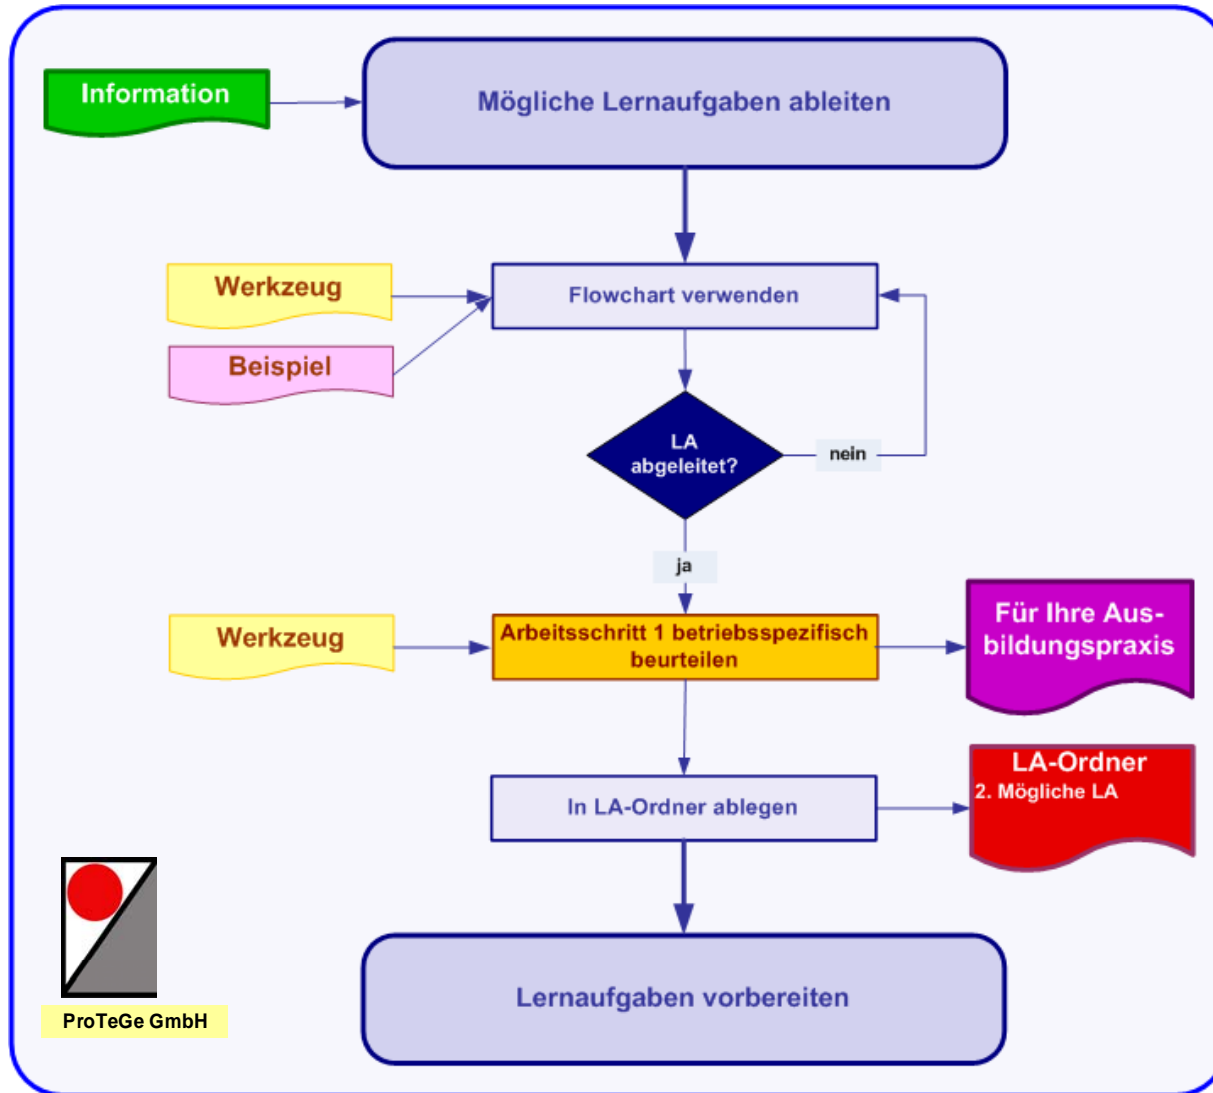 Information
Mögliche Lernaufgaben ableiten
Werkzeug
Flowchart verwenden
Beispiel
LA
abgeleitet?
nein
ja
Werkzeug
Arbeitsschritt 1 betriebsspezifisch
beurteilen
Für Ihre Aus-
bildungspraxis
In LA-Ordner ablegen
LA-Ordner
2. Mögliche LA
Lernaufgaben vorbereiten
ProTeGe GmbH